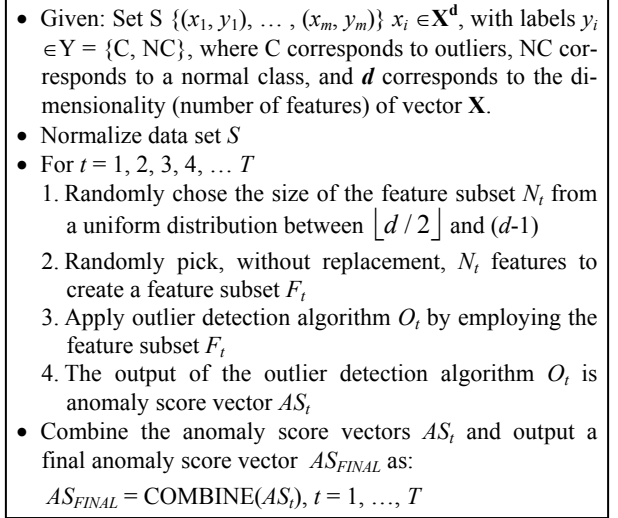 • Given: Set S {(x₁, y₁), … , (xₘ, yₘ)} xᵢ ∈X^d, with labels yᵢ
∈Y = {C, NC}, where C corresponds to outliers, NC cor-
responds to a normal class, and d corresponds to the di-
mensionality (number of features) of vector X.
• Normalize data set S
• For t = 1, 2, 3, 4, … T
1. Randomly chose the size of the feature subset Nₜ from
a uniform distribution between ⌊d / 2⌋ and (d-1)
2. Randomly pick, without replacement, Nₜ features to
create a feature subset Fₜ
3. Apply outlier detection algorithm Oₜ by employing the
feature subset Fₜ
4. The output of the outlier detection algorithm Oₜ is
anomaly score vector ASₜ
• Combine the anomaly score vectors ASₜ and output a
final anomaly score vector AS_FINAL as:
AS_FINAL = COMBINE(ASₜ), t = 1, …, T